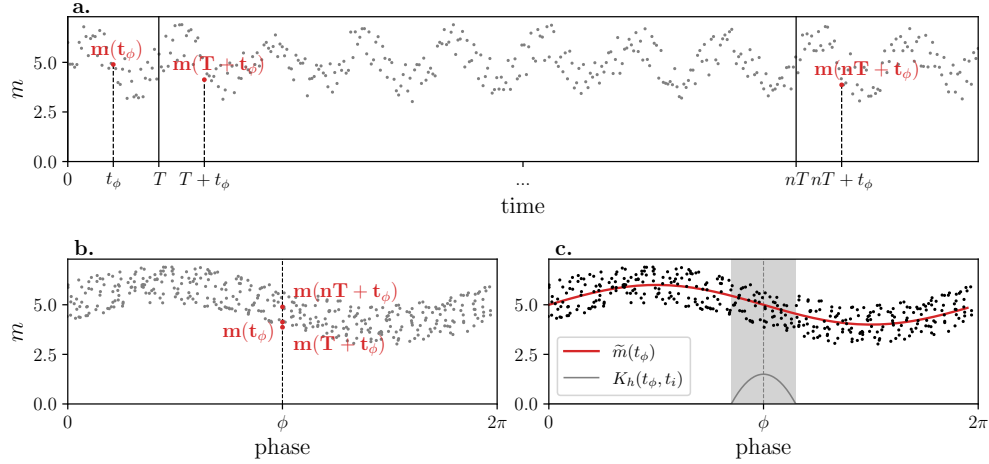 a.
5.0
2.5
0.0
m
m(t_ϕ)
m(T + t_ϕ)
m(nT + t_ϕ)
0 t_ϕ T T + t_ϕ ... nT nT + t_ϕ
time
b.
5.0
2.5
0.0
m
m(nT + t_ϕ)
m(t_ϕ)
m(T + t_ϕ)
0 ϕ 2π
phase
c.
5.0
2.5
0.0
m̃(t_ϕ)
K_h(t_ϕ, t_i)
0 ϕ 2π
phase